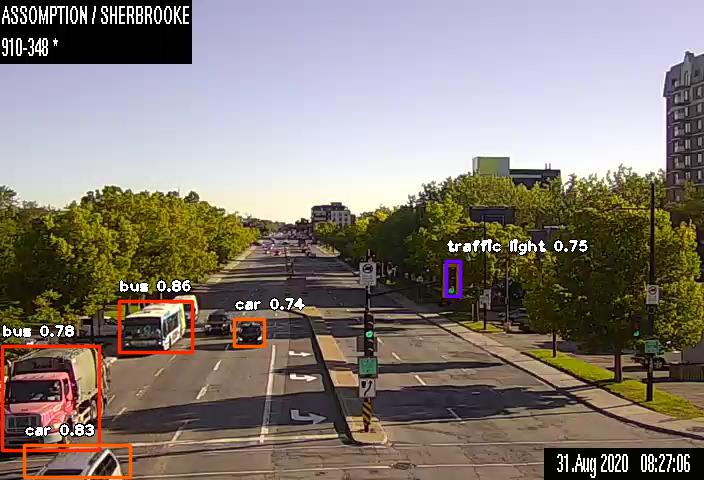 ASSOMPTION / SHERBROOKE
910-348 *
traffic light 0.75
bus 0.86
car 0.74
bus 0.78
car 0.83
31.Aug 2020 08:27:06